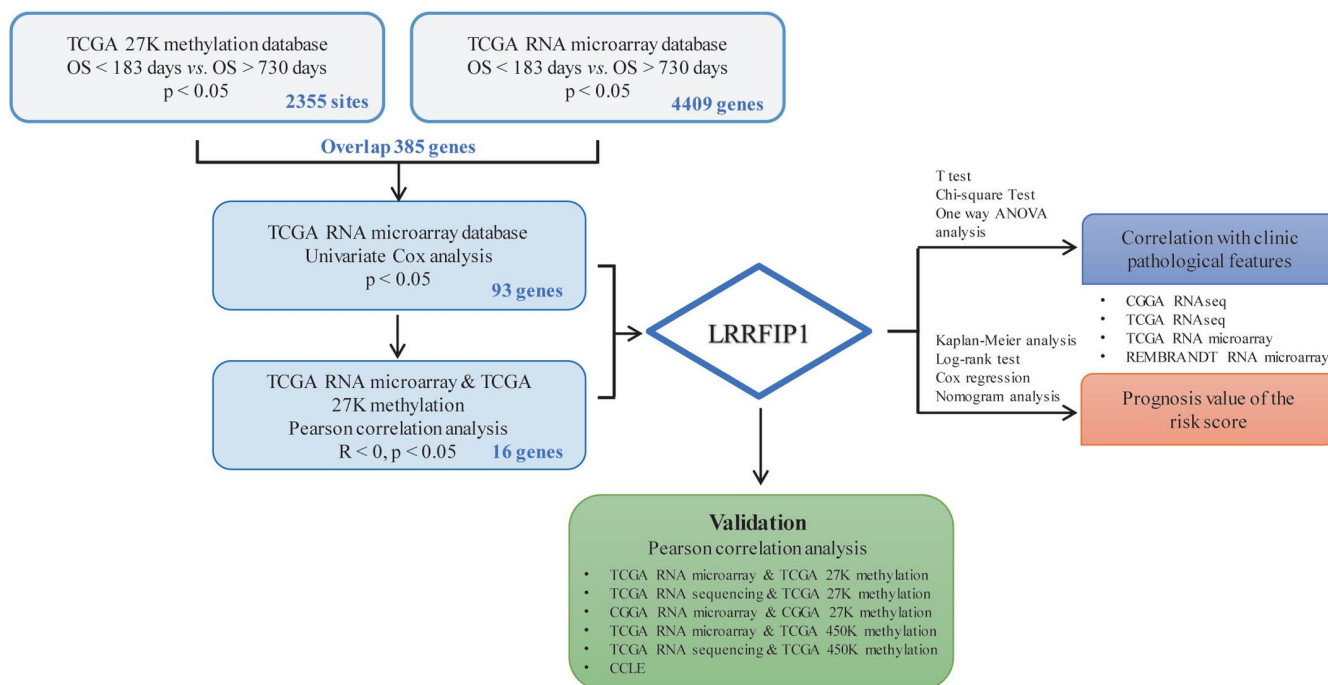 TCGA 27K methylation database
OS < 183 days vs. OS > 730 days
p < 0.05
2355 sites
TCGA RNA microarray database
OS < 183 days vs. OS > 730 days
p < 0.05
4409 genes
Overlap 385 genes
TCGA RNA microarray database
Univariate Cox analysis
p < 0.05
93 genes
TCGA RNA microarray & TCGA
27K methylation
Pearson correlation analysis
R < 0, p < 0.05
16 genes
LRRFIP1
T test
Chi-square Test
One way ANOVA
analysis
Correlation with clinic
pathological features
• CGGA RNAseq
• TCGA RNAseq
• TCGA RNA microarray
• REMBRANDT RNA microarray
Kaplan-Meier analysis
Log-rank test
Cox regression
Nomogram analysis
Prognosis value of the
risk score
Validation
Pearson correlation analysis
• TCGA RNA microarray & TCGA 27K methylation
• TCGA RNA sequencing & TCGA 27K methylation
• CGGA RNA microarray & CGGA 27K methylation
• TCGA RNA microarray & TCGA 450K methylation
• TCGA RNA sequencing & TCGA 450K methylation
• CCLE